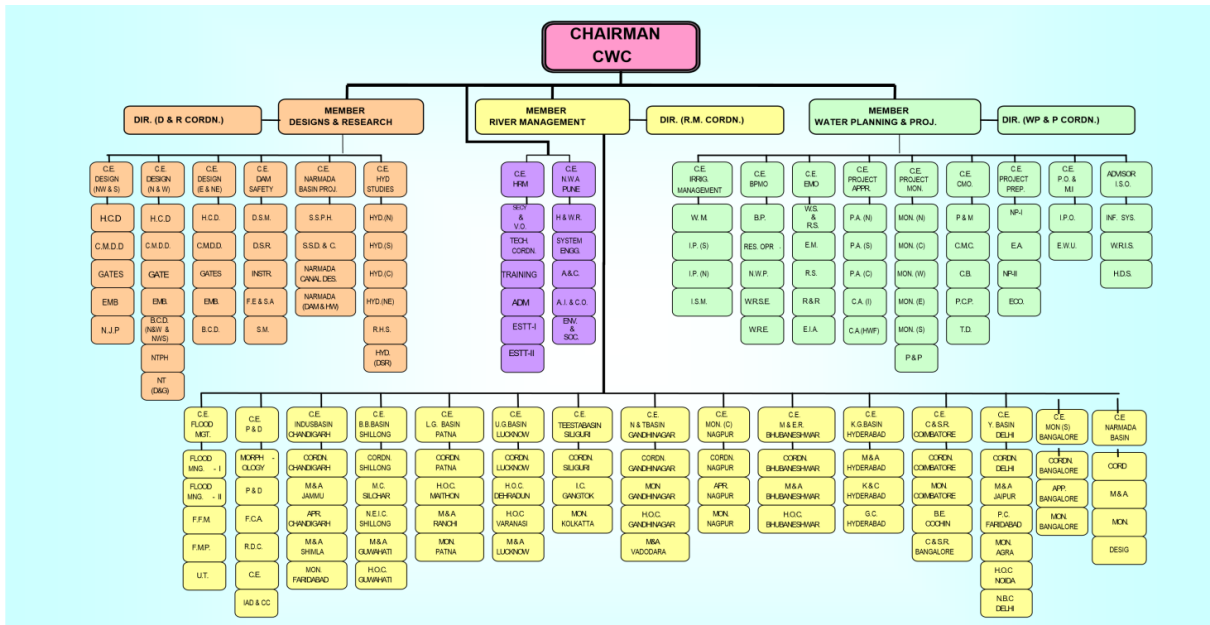 CHAIRMAN
CWC
DIR. (D & R CORDN.)
MEMBER
DESIGNS & RESEARCH
MEMBER
RIVER MANAGEMENT
DIR. (R.M. CORDN.)
MEMBER
WATER PLANNING & PROJ.
DIR. (WP & P CORDN.)
C.E.
DESIGN
(NW & S)
H.C.D
C.M.D.D
GATES
EMB
N.J.P
C.E.
DESIGN
(N & W)
H.C.D
C.M.D.D.
GATE
EMB.
B.C.D.
(N&W &
NWS)
NTPH
NT
(D&G)
C.E.
DESIGN
(E & NE)
H.C.D.
C.M.D.D.
GATES
EMB.
B.C.D.
C.E.
DAM
SAFETY
D.S.M.
D.S.R.
INSTR.
F.E & S.A
S.M.
C.E.
NARMADA
BASIN PROJ.
S.S.P.H.
S.S.D. & C.
NARMADA
CANAL DES.
NARMADA
(DAM & HW)
C.E.
HYD
STUDIES
HYD.(N)
HYD.(S)
HYD.(C)
HYD.(NE)
R.H.S.
HYD.
(DSR)
C.E.
HRM
SECY
&
V.O.
TECH.
CORDN.
TRAINING
ADM
ESTT-I
ESTT-II
C.E.
N.W.A
PUNE
H & W.R.
SYSTEM
ENGG.
A.&C.
A.I. & C.O.
ENV.
&
SOC.
C.E.
IRRIG.
MANAGEMENT
W.M.
I.P. (S)
I.P. (N)
I.S.M.
C.E.
BPMO
B.P.
RES. OPR -
N.W.P.
W.R.S.E.
W.R.E.
C.E.
EMO
W.S.
&
R.S.
E.M.
R.S.
R&R
E.I.A.
C.E.
PROJECT
APPR.
P.A. (N)
P.A. (S)
P.A. (C)
C.A. (I)
C.A.(HWF)
C.E.
PROJECT
MON.
MON. (N)
MON. (C)
MON. (W)
MON. (E)
MON. (S)
P&P
C.E.
CMO.
P & M
C.M.C.
C.B.
P.C.P.
T.D.
C.E.
PROJECT
PREP.
NP-I
E.A.
NP-II
ECO.
C.E.
P.O. &
M.I
I.P.O.
E.W.U.
ADVISOR
I.S.O.
INF. SYS.
W.R.I.S.
H.D.S.
C.E.
FLOOD
MGT.
FLOOD
MNG. - I
FLOOD
MNG. - II
F.F.M.
F.M.P.
U.T.
C.E.
P & D
MORPH -
OLOGY
P & D
F.C.A.
R.D.C.
C.E.
IAD & CC
C.E.
INDUSBASIN
CHANDIGARH
CORDN.
CHANDIGARH
M & A
JAMMU
APR.
CHANDIGARH
M & A
SHIMLA
MON.
FARIDABAD
C.E.
B.B.BASIN
SHILLONG
CORDN.
SHILLONG
M.C.
SILCHAR
N.E.I.C.
SHILLONG
M & A
GUWAHATI
H.O.C.
GUWAHATI
C.E.
L.G. BASIN
PATNA
CORDN.
PATNA
H.O.C.
MAITHON
M & A
RANCHI
MON.
PATNA
C.E.
U.G.BASIN
LUCKNOW
CORDN.
LUCKNOW
H.O.C.
DEHRADUN
H.O.C
VARANASI
M & A
LUCKNOW
C.E.
TEESTABASIN
SILIGURI
CORDN.
SILIGURI
I.C.
GANGTOK
MON.
KOLKATTA
C.E.
N & TBASIN
GANDHINAGAR
CORDN.
GANDHINAGAR
MON
GANDHINAGAR
H.O.C.
GANDHINAGAR
M&A
VADODARA
C.E.
MON. (C)
NAGPUR
CORDN.
NAGPUR
APR.
NAGPUR
MON.
NAGPUR
C.E.
M & E.R.
BHUBANESHWAR
CORDN.
BHUBANESHWAR
M & A
BHUBANESHWAR
H.O.C.
BHUBANESHWAR
C.E.
K.G.BASIN
HYDERABAD
M & A
HYDERABAD
K & C
HYDERABAD
G.C.
HYDERABAD
C.E.
C & S.R.
COIMBATORE
CORDN.
COIMBATORE
MON.
COIMBATORE
B.E.
COCHIN
C & S.R.
BANGALORE
C.E.
Y. BASIN
DELHI
CORDN.
DELHI
M & A
JAIPUR
P.C.
FARIDABAD
MON.
AGRA
H.O.C
NOIDA
N.B.C
DELHI
C.E.
MON (S)
BANGALORE
CORDN.
BANGALORE
APP.
BANGALORE
MON.
BANGALORE
C.E
NARMADA
BASIN
CORD
M & A.
MON.
DESIG